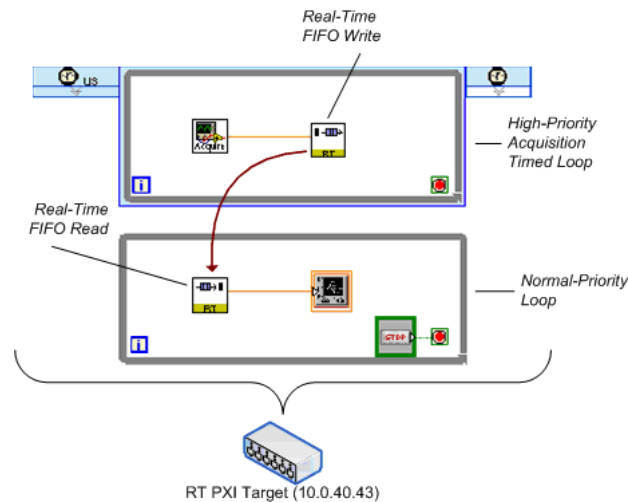 Real-Time
FIFO Write
us
Acquire
RT
High-Priority
Acquisition
Timed Loop
i
Real-Time
FIFO Read
RT
Normal-Priority
Loop
STOP
i
RT PXI Target (10.0.40.43)